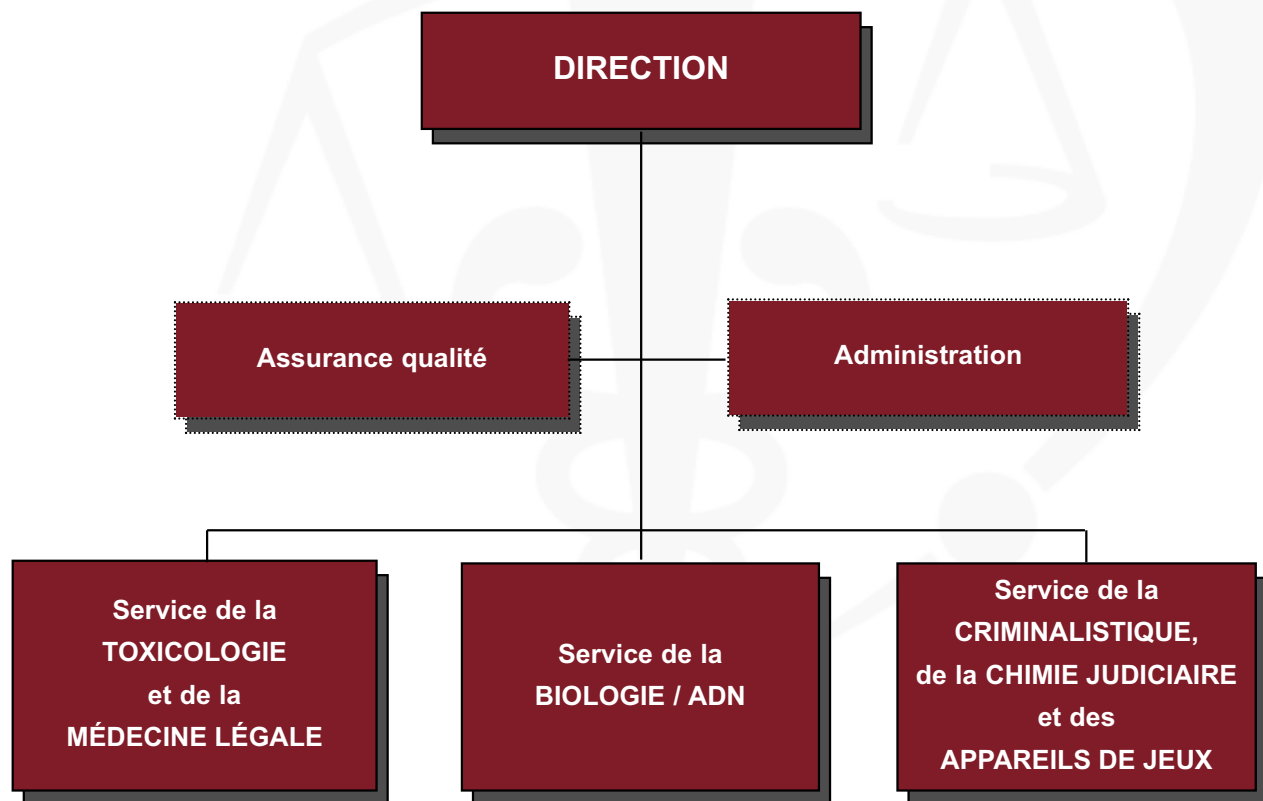 DIRECTION
Assurance qualité
Administration
Service de la
TOXICOLOGIE
et de la
MÉDECINE LÉGALE
Service de la
BIOLOGIE / ADN
Service de la
CRIMINALISTIQUE,
de la CHIMIE JUDICIAIRE
et des
APPAREILS DE JEUX